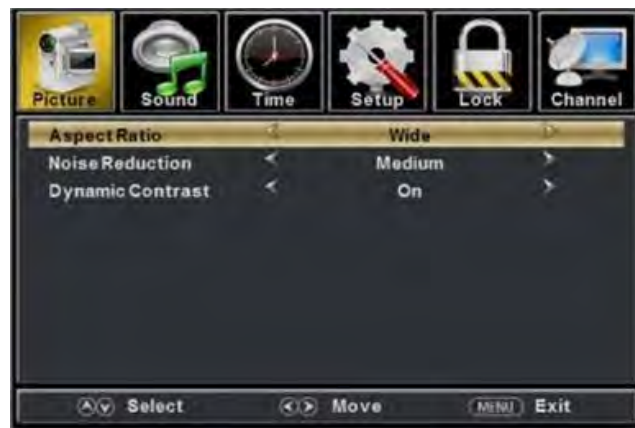 Picture Sound Time Setup Lock Channel
Aspect Ratio Wide
Noise Reduction Medium
Dynamic Contrast On
Select Move MENU Exit